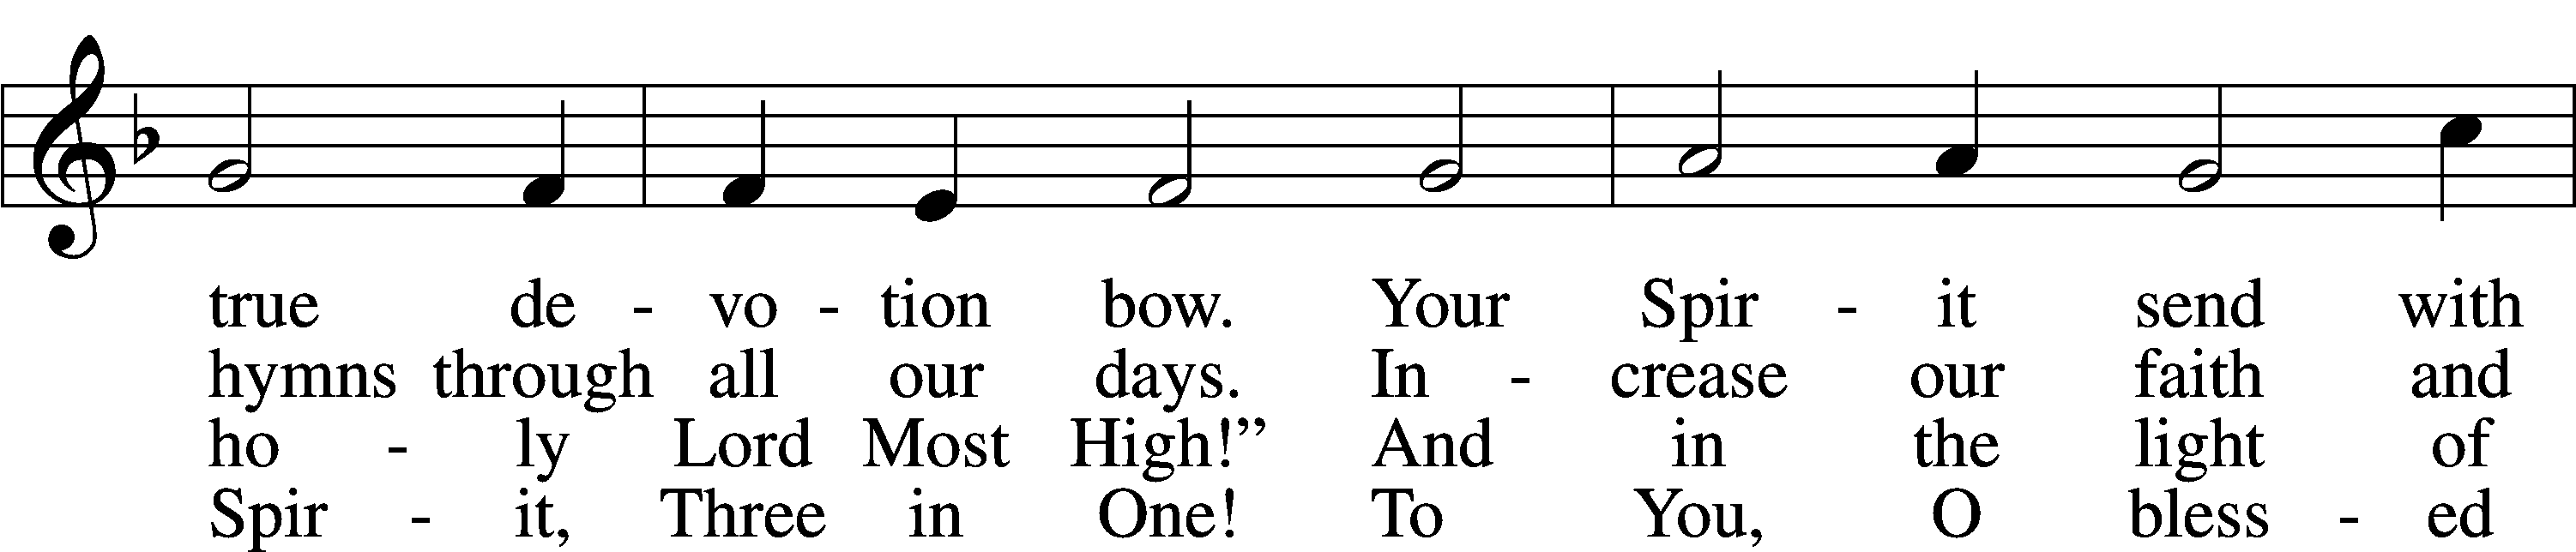 true de - vo - tion bow. Your Spir - it send with
hymns through all our days. In - crease our faith and
ho - ly Lord Most High!” And in the light of
Spir - it, Three in One! To You, O bless - ed